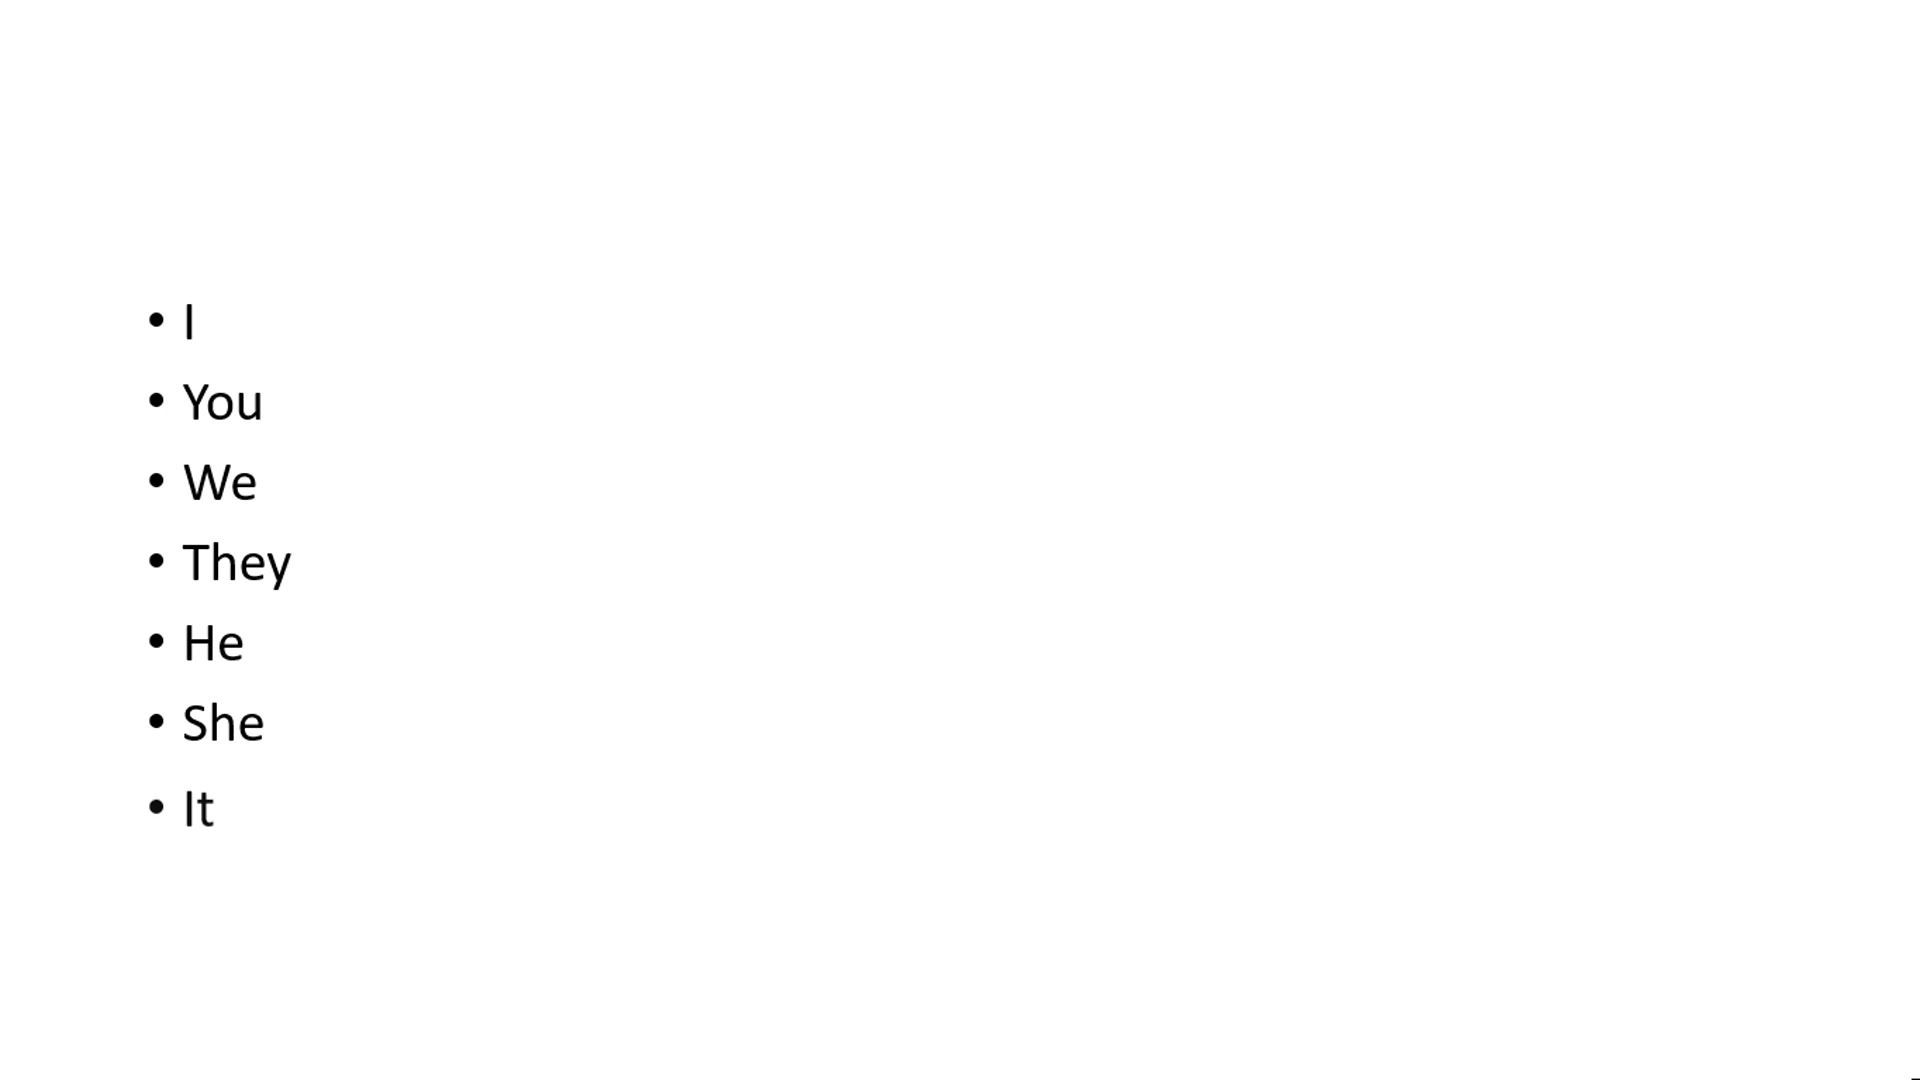 • I
• You
• We
• They
• He
• She
• It